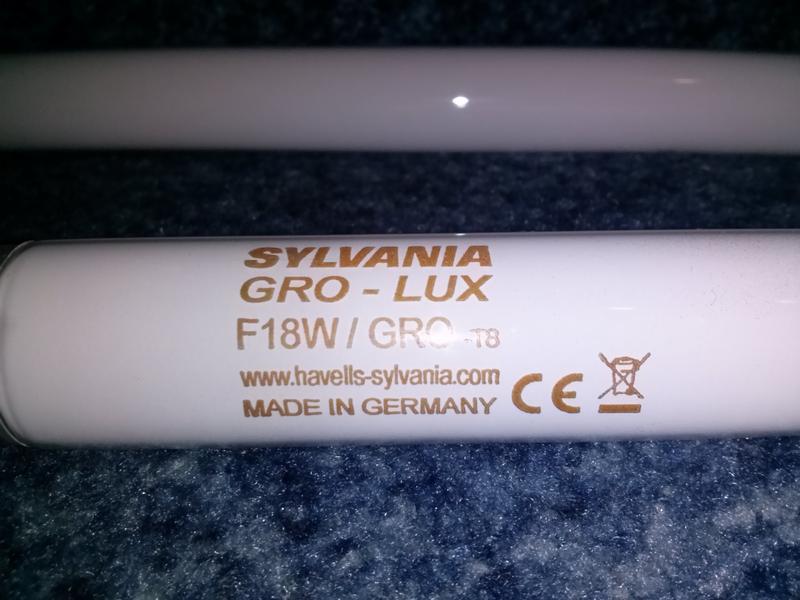 SYLVANIA
GRO - LUX
F18W / GRO -T8
www.havells-sylvania.com
MADE IN GERMANY
CE